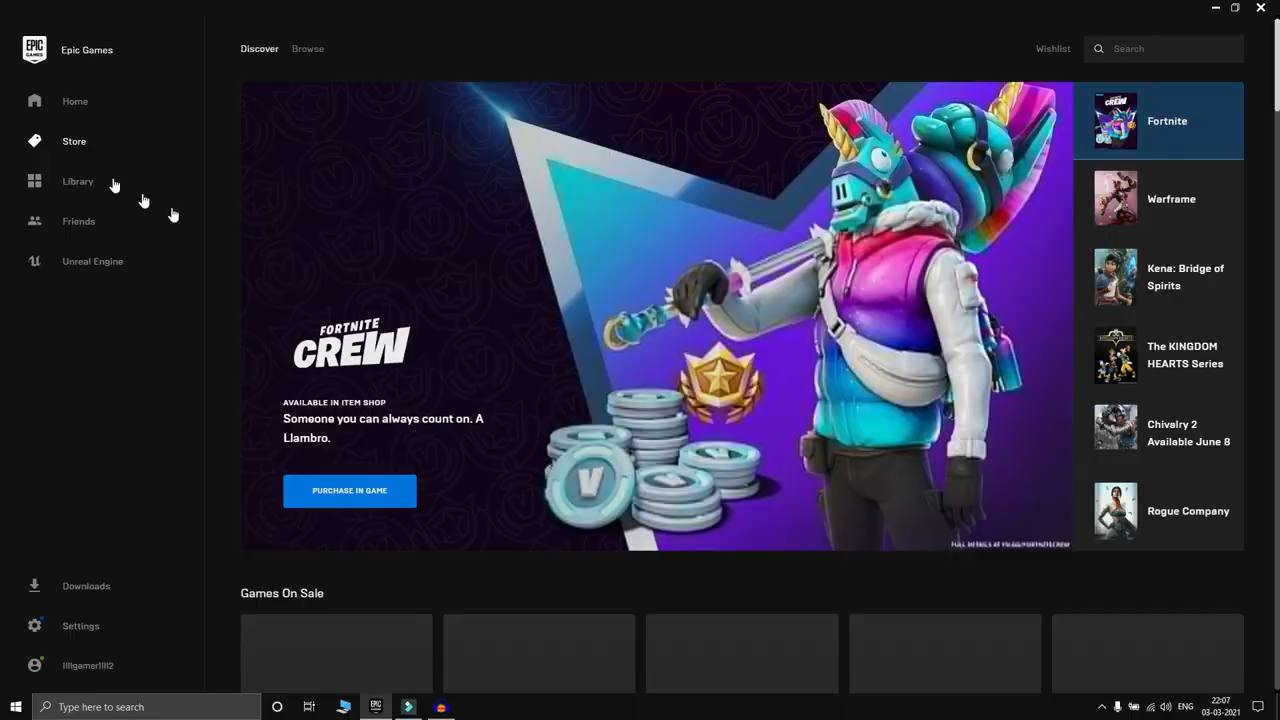 EPIC
GAMES
Epic Games
Home
Store
Library
Friends
Unreal Engine
Downloads
Settings
Discover
Browse
Wishlist
Search
FORTNITE
CREW
AVAILABLE IN ITEM SHOP
Someone you can always count on. A
Llambro.
PURCHASE IN GAME
Fortnite
Warframe
Kena: Bridge of
Spirits
The KINGDOM
HEARTS Series
Chivalry 2
Available June 8
Rogue Company
Games On Sale
Type here to search
EPIC
ENG
22:07
03-03-2021